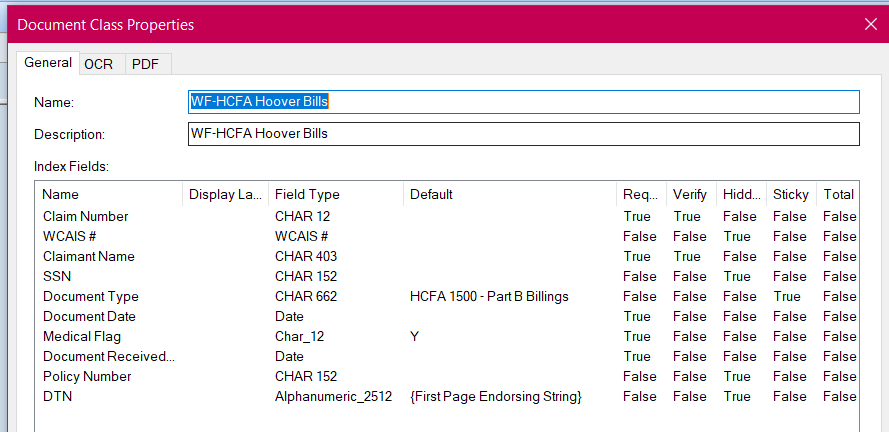 Document Class Properties
General OCR PDF
Name: WF-HCFA Hoover Bills
Description: WF-HCFA Hoover Bills
Index Fields:
Name Display La... Field Type Default Req... Verify Hidd... Sticky Total
Claim Number CHAR 12 True True False False False
WCAIS # WCAIS # False False True False False
Claimant Name CHAR 403 True True False False False
SSN CHAR 152 False False True False False
Document Type CHAR 662 HCFA 1500 - Part B Billings False False False True False
Document Date Date True False False False False
Medical Flag Char_12 Y True False False False False
Document Received... Date True False False False False
Policy Number CHAR 152 False False True False False
DTN Alphanumeric_2512 {First Page Endorsing String} False False True False False